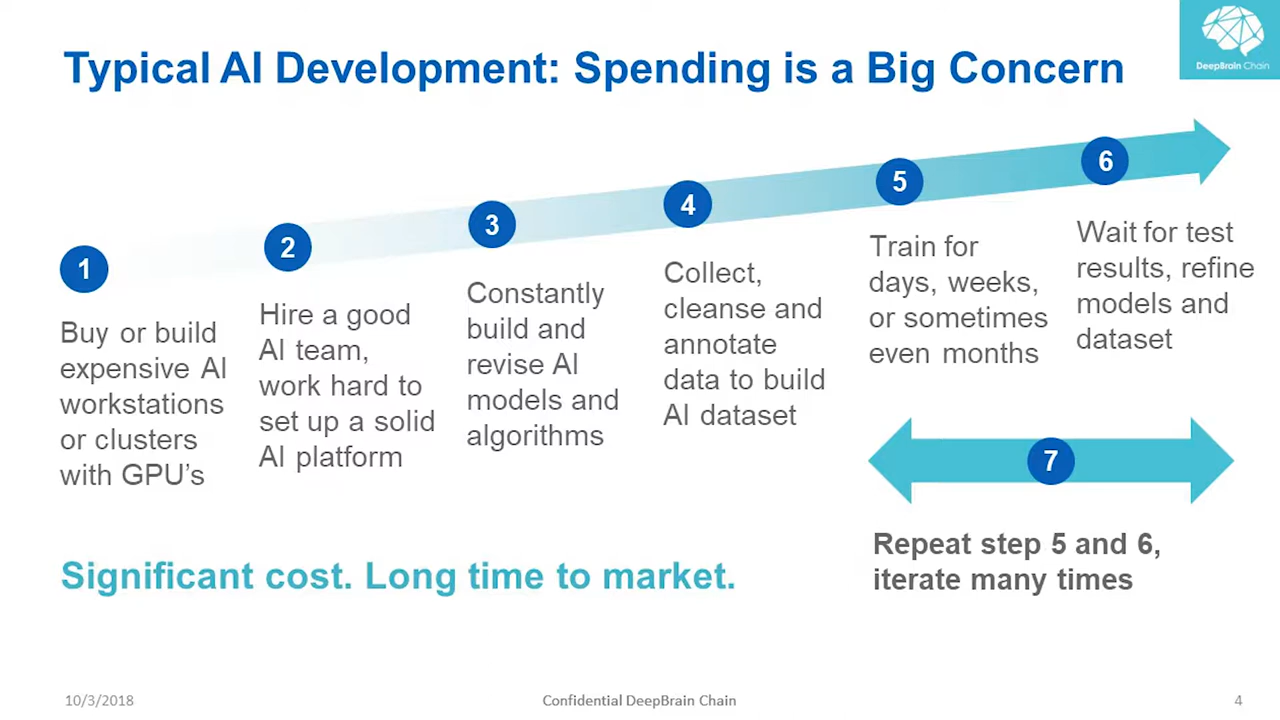 Typical AI Development: Spending is a Big Concern
DeepBrain Chain
1
Buy or build
expensive AI
workstations
or clusters
with GPU's
2
Hire a good
AI team,
work hard to
set up a solid
AI platform
3
Constantly
build and
revise AI
models and
algorithms
4
Collect,
cleanse and
annotate
data to build
AI dataset
5
Train for
days, weeks,
or sometimes
even months
6
Wait for test
results, refine
models and
dataset
7
Repeat step 5 and 6,
iterate many times
Significant cost. Long time to market.
10/3/2018
Confidential DeepBrain Chain
4